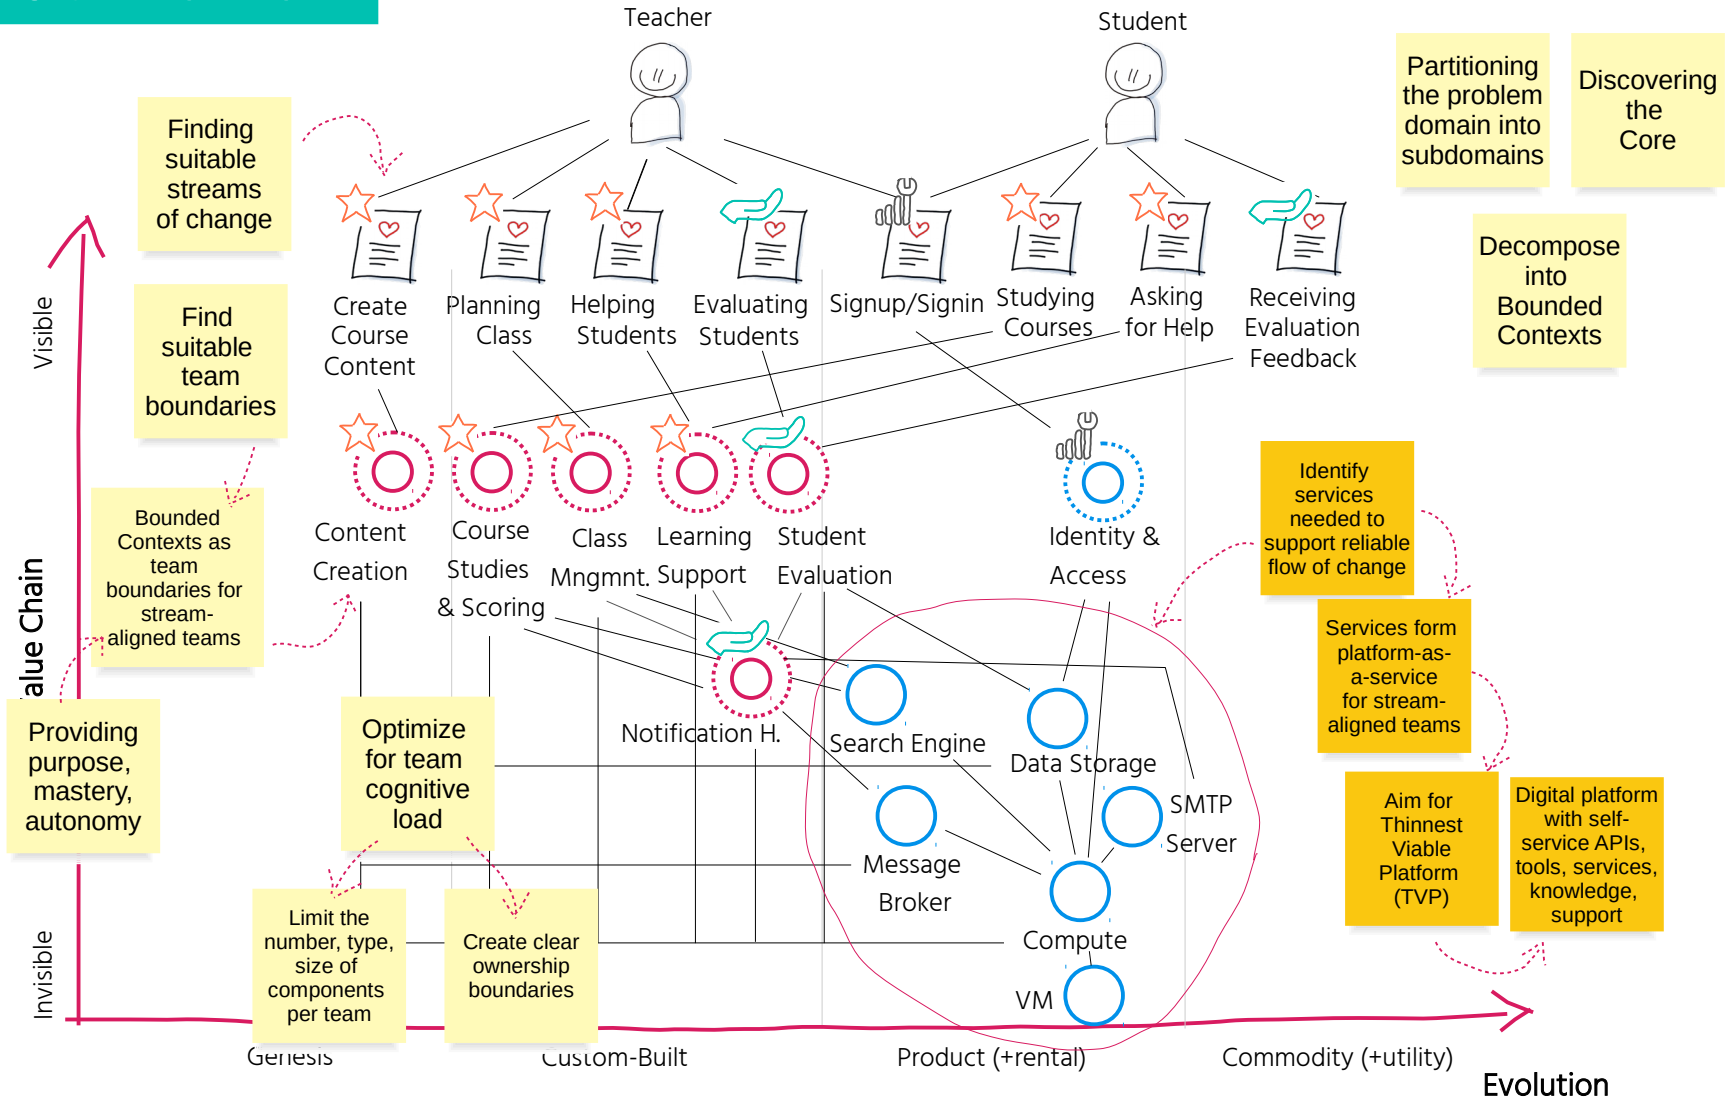 Teacher
Student
Partitioning
the problem
domain into
subdomains
Discovering
the
Core
Decompose
into
Bounded
Contexts
Finding
suitable
streams
of change
Find
suitable
team
boundaries
Visible
Create
Course
Content
Planning
Class
Helping
Students
Evaluating
Students
Signup/Signin
Studying
Courses
Asking
for Help
Receiving
Evaluation
Feedback
Bounded
Contexts as
team
boundaries for
stream-
aligned teams
Content
Creation
Course
Studies
& Scoring
Class
Mngmnt.
Learning
Support
Student
Evaluation
Identity &
Access
Identify
services
needed to
support reliable
flow of change
Services form
platform-as-
a-service
for stream-
aligned teams
alue Chain
Providing
purpose,
mastery,
autonomy
Optimize
for team
cognitive
load
Notification H.
Search Engine
Data Storage
SMTP
Server
Message
Broker
Compute
VM
Aim for
Thinnest
Viable
Platform
(TVP)
Digital platform
with self-
service APIs,
tools, services,
knowledge,
support
Limit the
number, type,
size of
components
per team
Create clear
ownership
boundaries
Invisible
Genesis
Custom-Built
Product (+rental)
Commodity (+utility)
Evolution